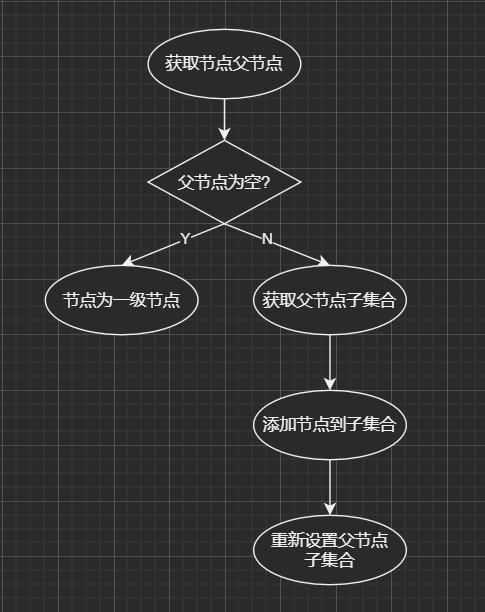 获取节点父节点
父节点为空?
Y
N
节点为一级节点
获取父节点子集合
添加节点到子集合
重新设置父节点
子集合